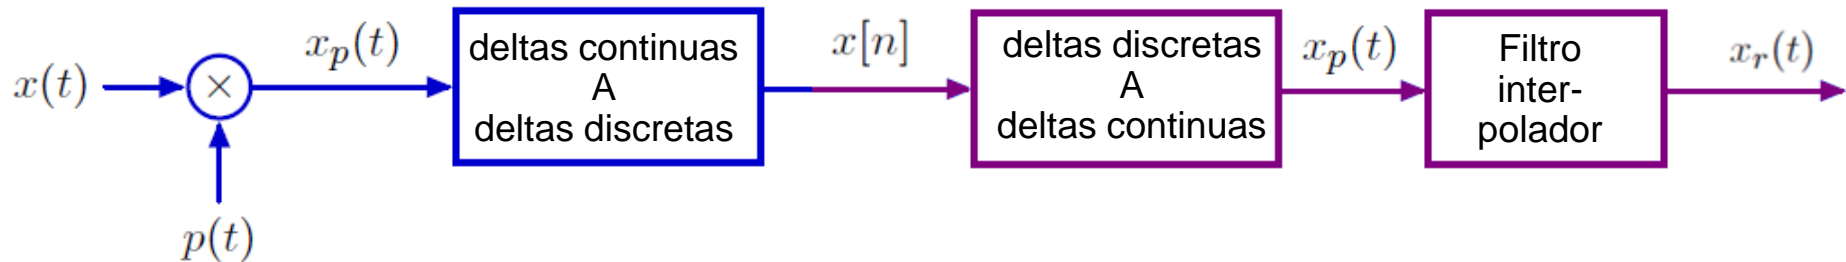 x(t)
×
p(t)
x_p(t)
deltas continuas
A
deltas discretas
x[n]
deltas discretas
A
deltas continuas
x_p(t)
Filtro
inter-
polador
x_r(t)